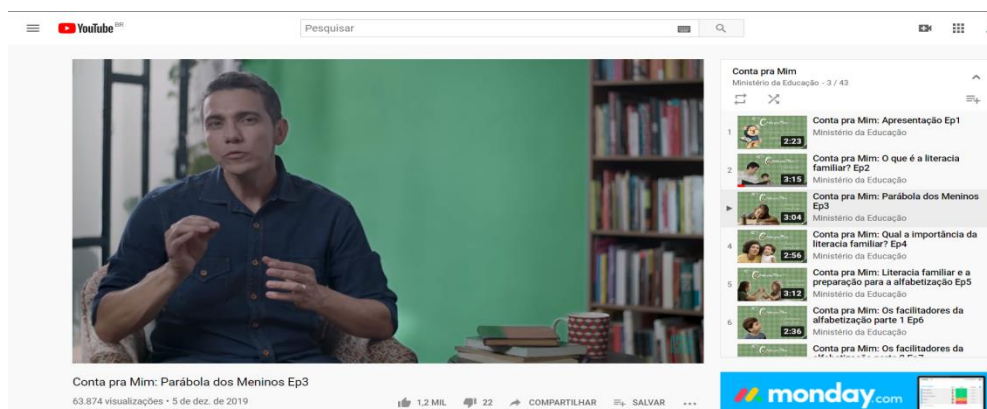 YouTube BR
Pesquisar
Conta pra Mim
Ministério da Educação - 3 / 43
1
Conta pra Mim: Apresentação Ep1
Ministério da Educação
2:23
2
Conta pra Mim: O que é a literacia
familiar? Ep2
Ministério da Educação
3:15
Conta pra Mim: Parábola dos Meninos
Ep3
Ministério da Educação
3:04
4
Conta pra Mim: Qual a importância da
literacia familiar? Ep4
Ministério da Educação
2:56
5
Conta pra Mim: Literacia familiar e a
preparação para a alfabetização Ep5
Ministério da Educação
3:12
6
Conta pra Mim: Os facilitadores da
alfabetização parte 1 Ep6
Ministério da Educação
2:36
Conta pra Mim: Os facilitadores da
Conta pra Mim: Parábola dos Meninos Ep3
63.874 visualizações • 5 de dez. de 2019
1,2 MIL
22
COMPARTILHAR
SALVAR
monday.com